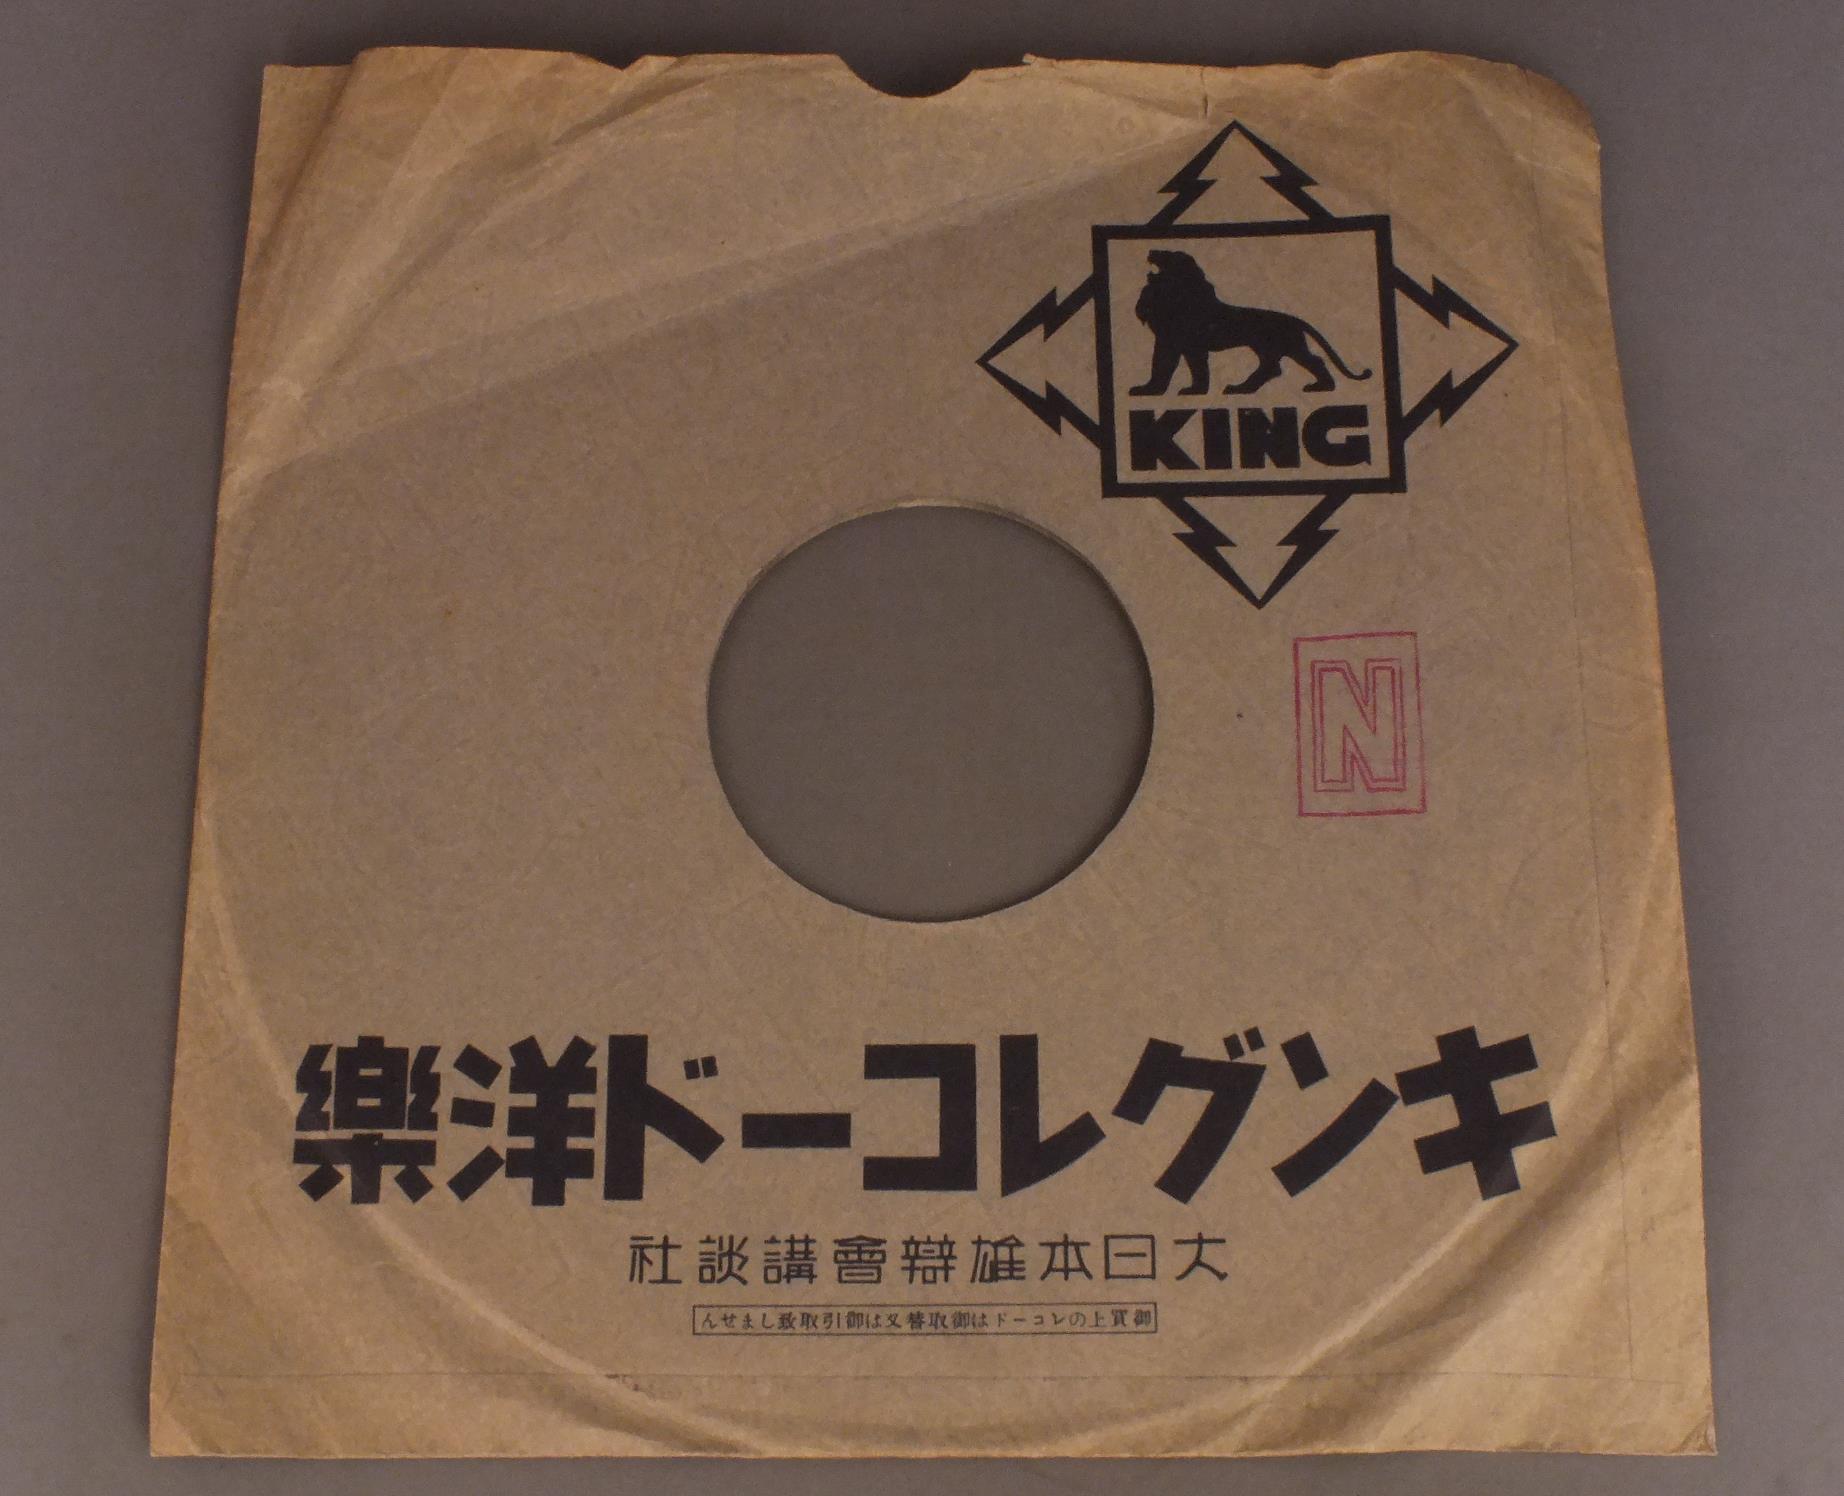 KING
N
キングレコード洋樂
大日本雄辯會講談社
御買上のレコードは御取替又は御引取致しません